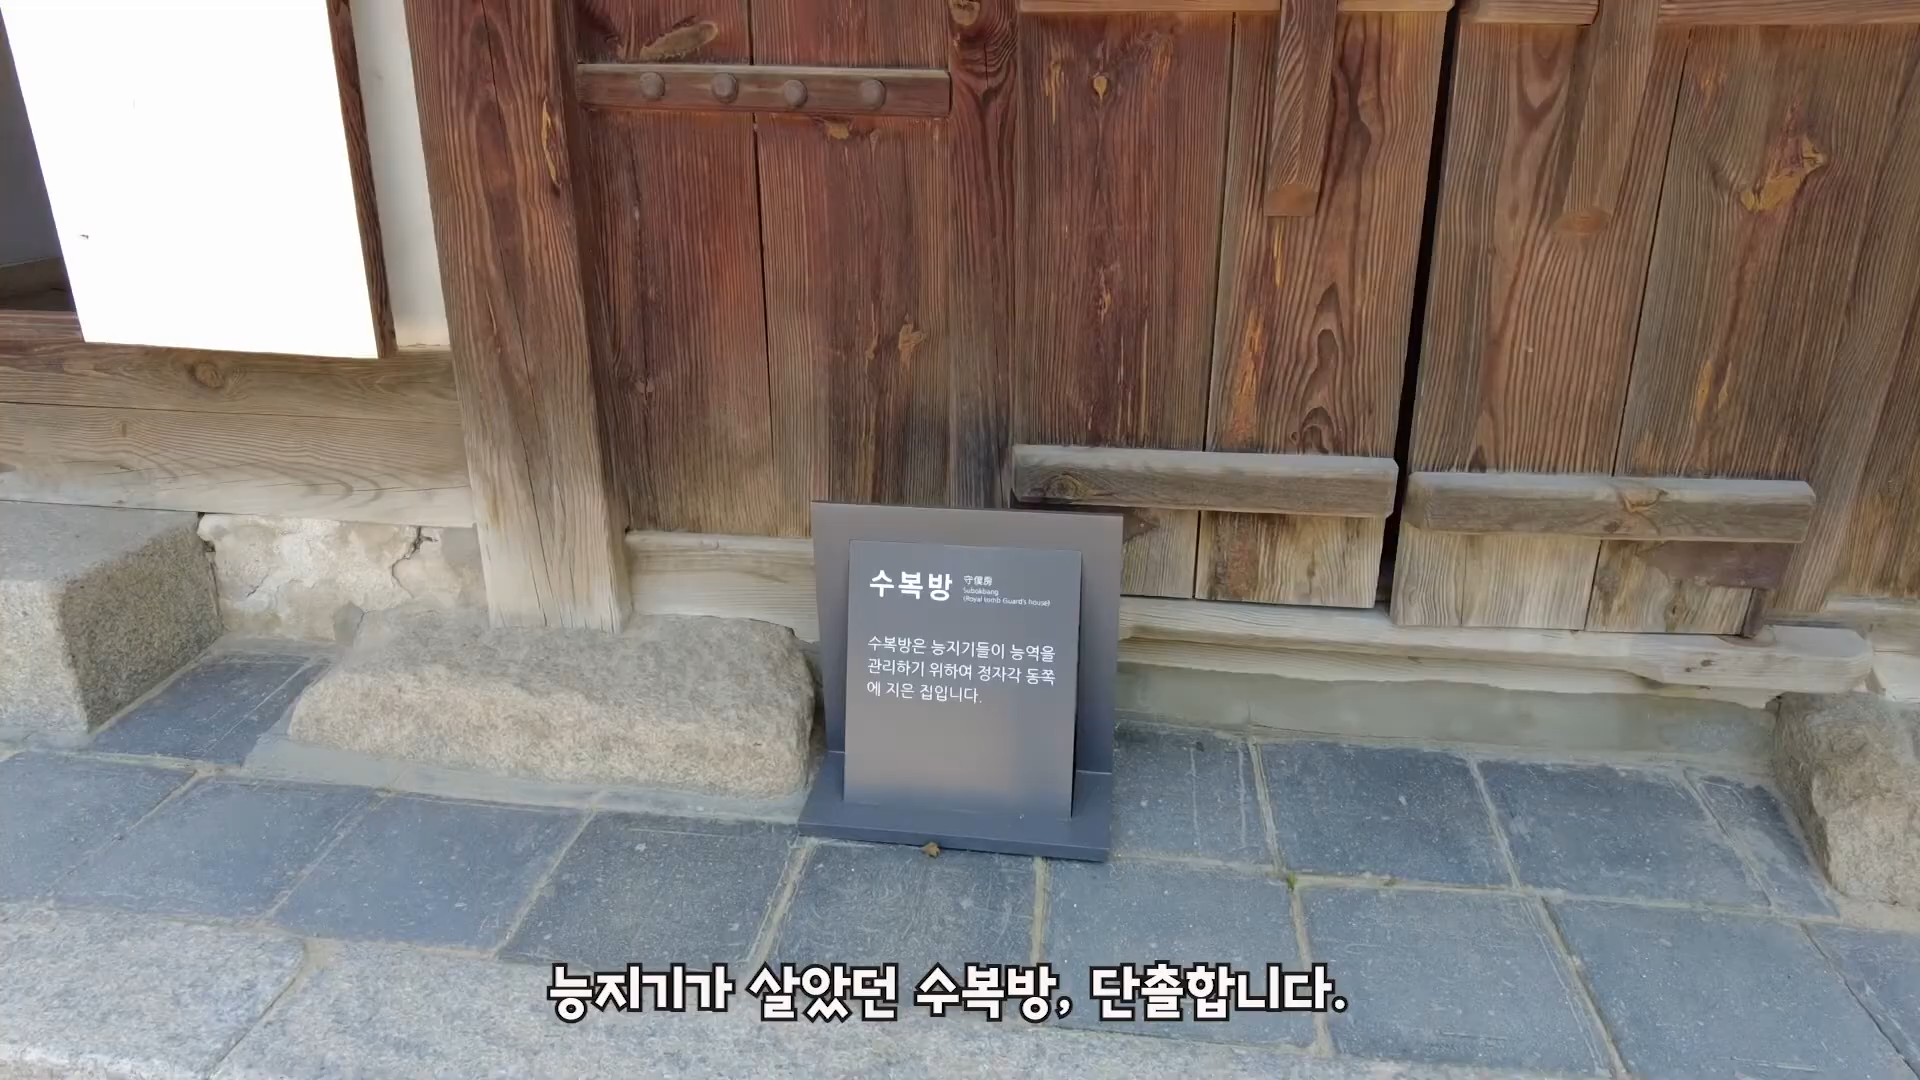 수복방 守僕房
Subokbang
(Royal tomb Guard's house)
수복방은 능지기들이 능역을
관리하기 위하여 정자각 동쪽
에 지은 집입니다.
능지기가 살았던 수복방, 단촐합니다.